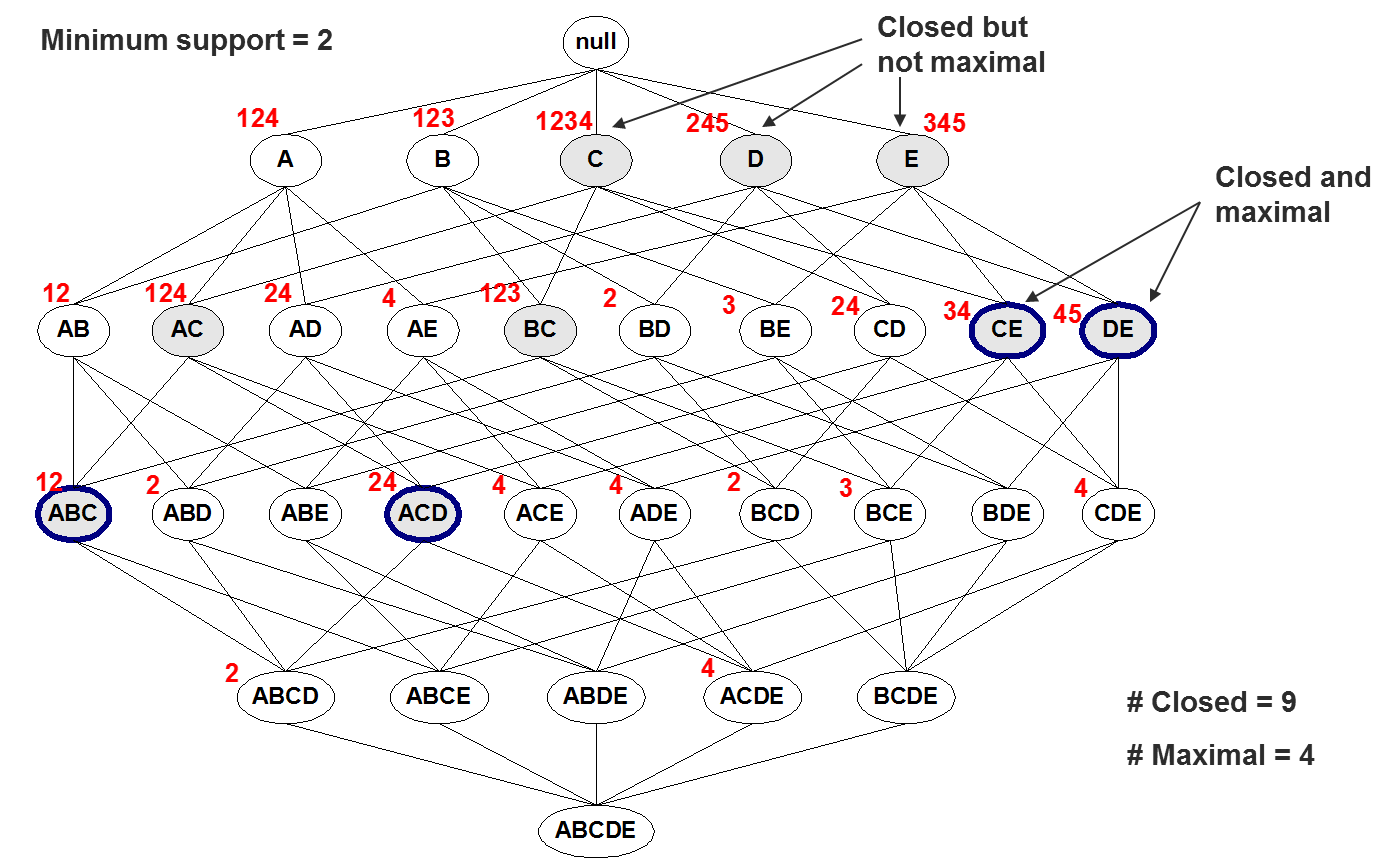 Minimum support = 2
null
Closed but
not maximal
124
123
1234
245
345
A
B
C
D
E
Closed and
maximal
12
124
24
4
123
2
3
24
34
45
AB
AC
AD
AE
BC
BD
BE
CD
CE
DE
12
2
24
4
4
2
3
4
ABC
ABD
ABE
ACD
ACE
ADE
BCD
BCE
BDE
CDE
2
4
ABCD
ABCE
ABDE
ACDE
BCDE
# Closed = 9
# Maximal = 4
ABCDE